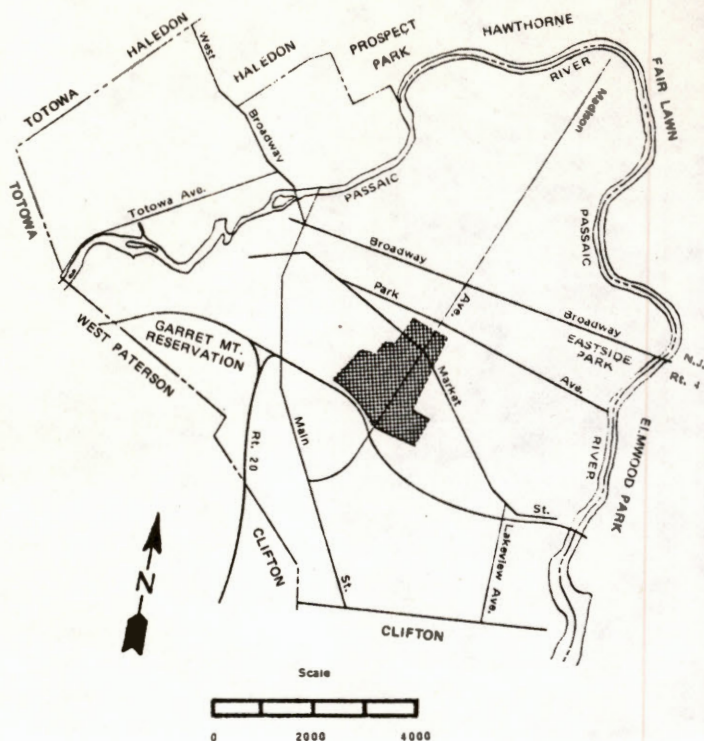 HALEDON
West
HALEDON
PROSPECT
PARK
HAWTHORNE
RIVER
FAIR LAWN
TOTOWA
Broadway
Madison
TOTOWA
Totowa Ave.
PASSAIC
PASSAIC
Broadway
Park
Ave.
Broadway
WEST PATERSON
GARRET MT.
RESERVATION
EASTSIDE
PARK
N.J.
Rt. 4
Market
Ave.
Main
Rt. 20
RIVER
ELMWOOD PARK
St.
CLIFTON
St.
Lakeview Ave.
N
CLIFTON
Scale
0 2000 4000